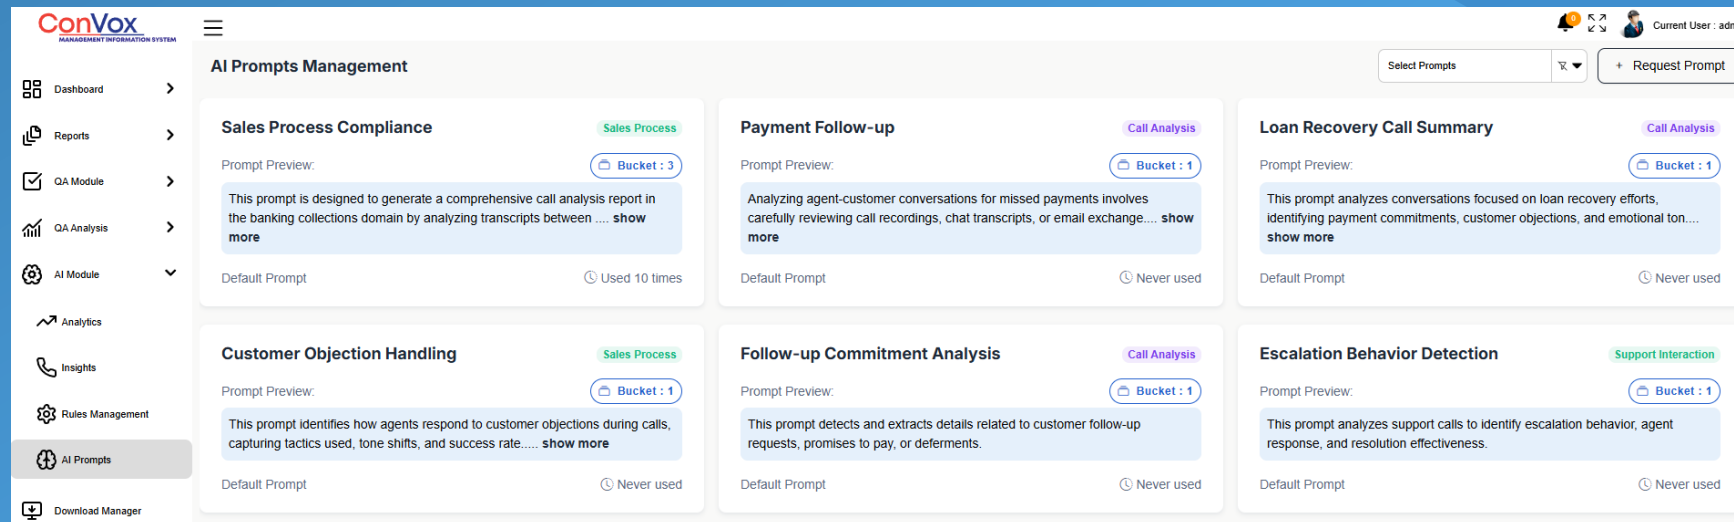 ConVox
MANAGEMENT INFORMATION SYSTEM
0
Current User : adm
Dashboard
Reports
QA Module
QA Analysis
AI Module
Analytics
Insights
Rules Management
AI Prompts
Download Manager
AI Prompts Management
Select Prompts
+ Request Prompt
Sales Process Compliance
Sales Process
Prompt Preview:
Bucket : 3
This prompt is designed to generate a comprehensive call analysis report in
the banking collections domain by analyzing transcripts between .... show
more
Default Prompt
Used 10 times
Payment Follow-up
Call Analysis
Prompt Preview:
Bucket : 1
Analyzing agent-customer conversations for missed payments involves
carefully reviewing call recordings, chat transcripts, or email exchange.... show
more
Default Prompt
Never used
Loan Recovery Call Summary
Call Analysis
Prompt Preview:
Bucket : 1
This prompt analyzes conversations focused on loan recovery efforts,
identifying payment commitments, customer objections, and emotional ton....
show more
Default Prompt
Never used
Customer Objection Handling
Sales Process
Prompt Preview:
Bucket : 1
This prompt identifies how agents respond to customer objections during calls,
capturing tactics used, tone shifts, and success rate..... show more
Default Prompt
Never used
Follow-up Commitment Analysis
Call Analysis
Prompt Preview:
Bucket : 1
This prompt detects and extracts details related to customer follow-up
requests, promises to pay, or deferments.
Default Prompt
Never used
Escalation Behavior Detection
Support Interaction
Prompt Preview:
Bucket : 1
This prompt analyzes support calls to identify escalation behavior, agent
response, and resolution effectiveness.
Default Prompt
Never used